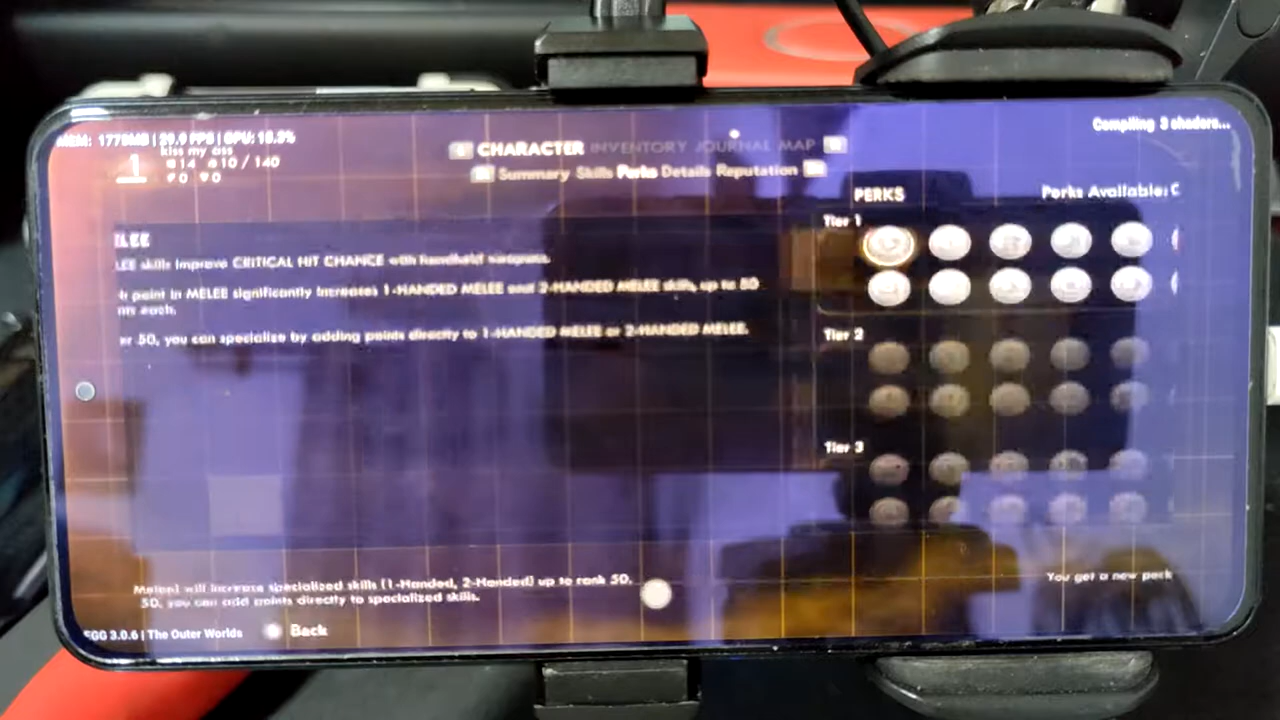 MEM: 1778MB | 29.9 FPS | GPU: 18.3%
Compiling 3 shaders...
kiss my ass
1
14 10 / 140
0 0
CHARACTER INVENTORY JOURNAL MAP
Summary Skills Perks Details Reputation
PERKS
Perks Available:
Tier 1
LEE
LEE skills improve CRITICAL HIT CHANCE with handheld weapons.
point in MELEE significantly increases 1-HANDED MELEE and 2-HANDED MELEE skills, up to 50
each.
er 50, you can specialize by adding points directly to 1-HANDED MELEE or 2-HANDED MELEE.
Tier 2
Tier 3
will increase specialized skills (1-Handed, 2-Handed) up to rank 50.
50, you can add points directly to specialized skills.
You get a new perk
EGG 3.0.6 | The Outer Worlds
Back